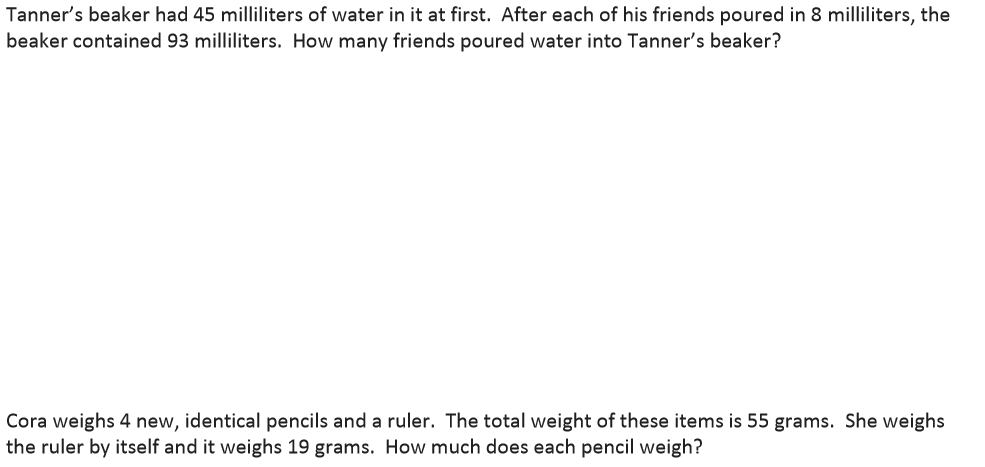 Tanner’s beaker had 45 milliliters of water in it at first.  After each of his friends poured in 8 milliliters, the
beaker contained 93 milliliters.  How many friends poured water into Tanner’s beaker?
Cora weighs 4 new, identical pencils and a ruler.  The total weight of these items is 55 grams.  She weighs
the ruler by itself and it weighs 19 grams.  How much does each pencil weigh?